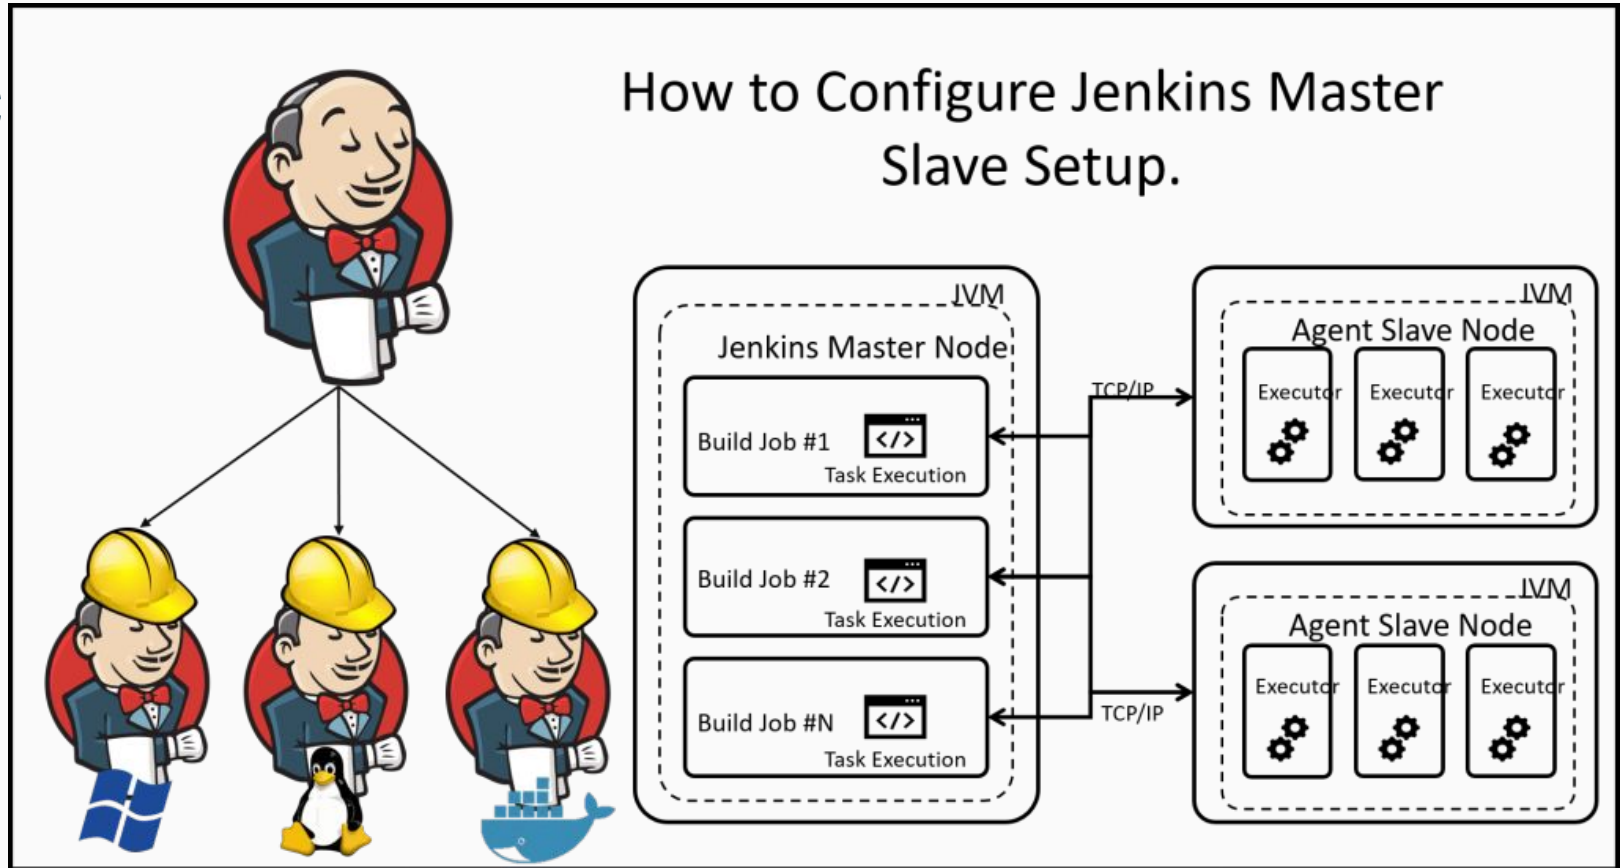 How to Configure Jenkins Master
Slave Setup.
JVM
Jenkins Master Node
Build Job #1
Task Execution
Build Job #2
Task Execution
Build Job #N
Task Execution
TCP/IP
TCP/IP
JVM
Agent Slave Node
Executor Executor Executor
JVM
Agent Slave Node
Executor Executor Executor